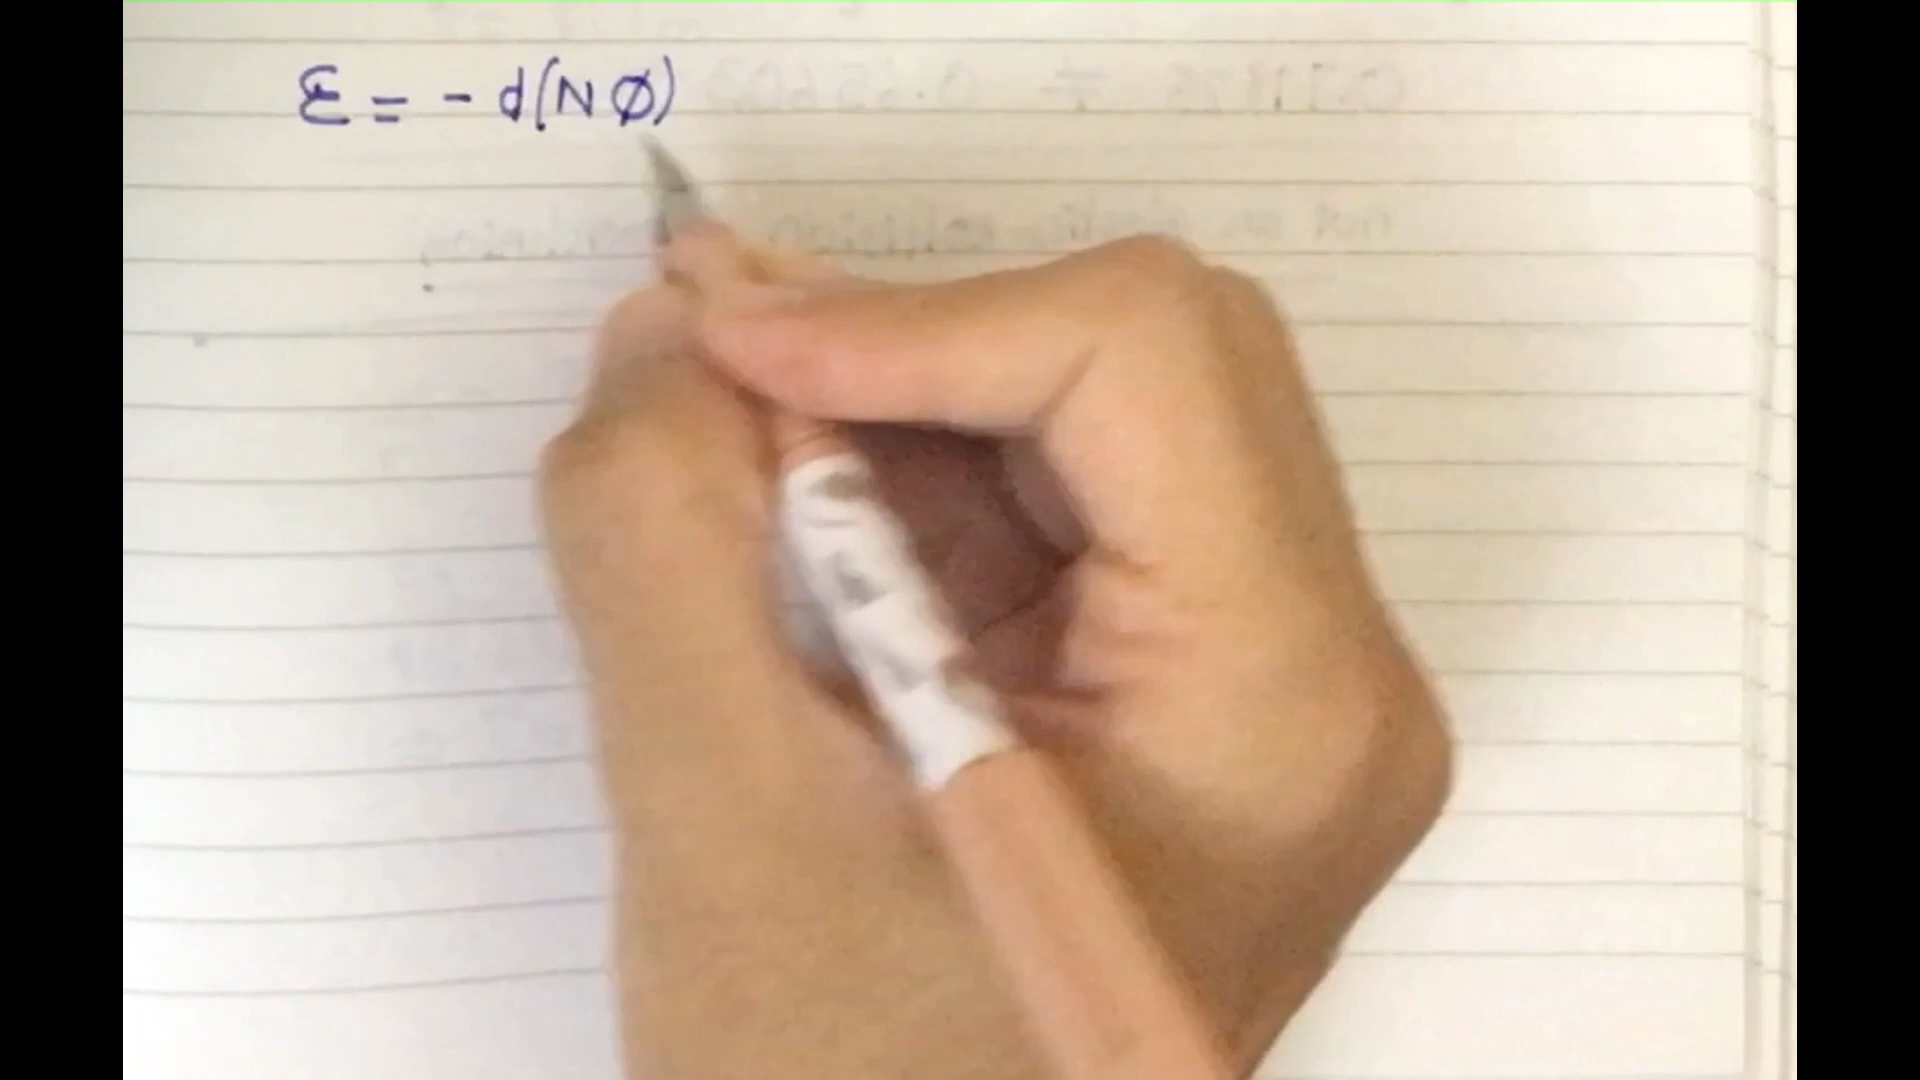 ε = - d(NØ)